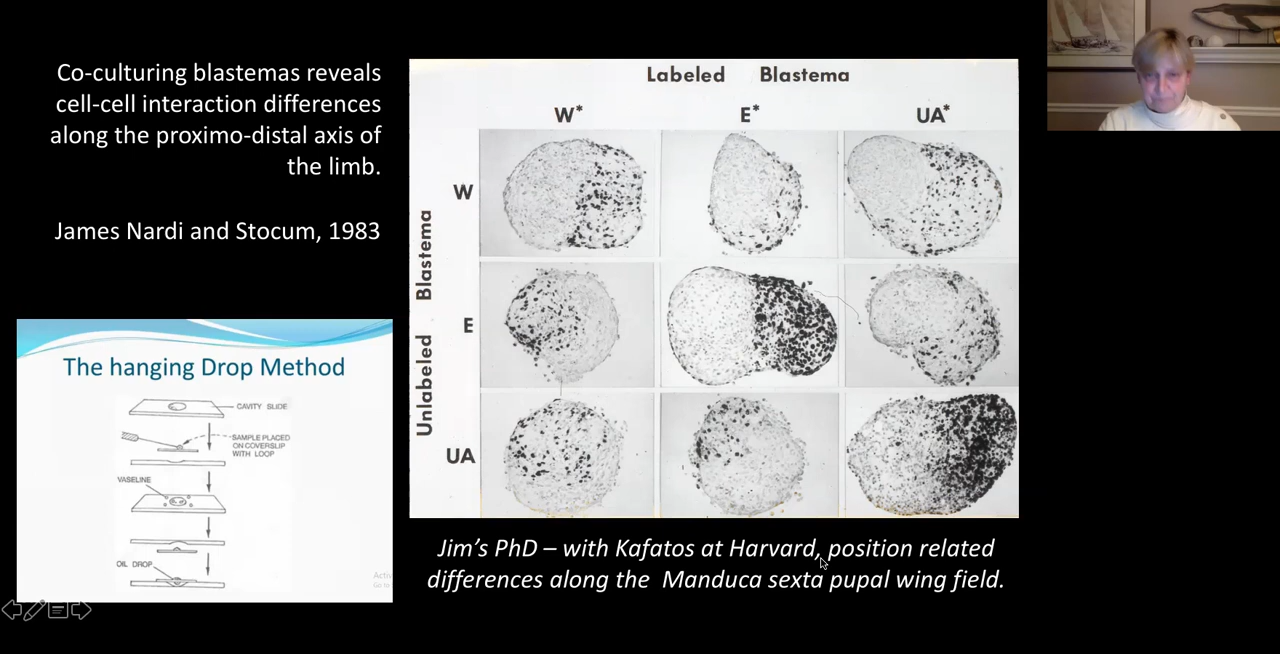 Co-culturing blastemas reveals
cell-cell interaction differences
along the proximo-distal axis of
the limb.
James Nardi and Stocum, 1983
The hanging Drop Method
CAVITY SLIDE
SAMPLE PLACED
ON COVERSLIP
WITH LOOP
VASELINE
OIL DROP
Labeled Blastema
W* E* UA*
Unlabeled Blastema
W
E
UA
Jim's PhD – with Kafatos at Harvard, position related
differences along the Manduca sexta pupal wing field.